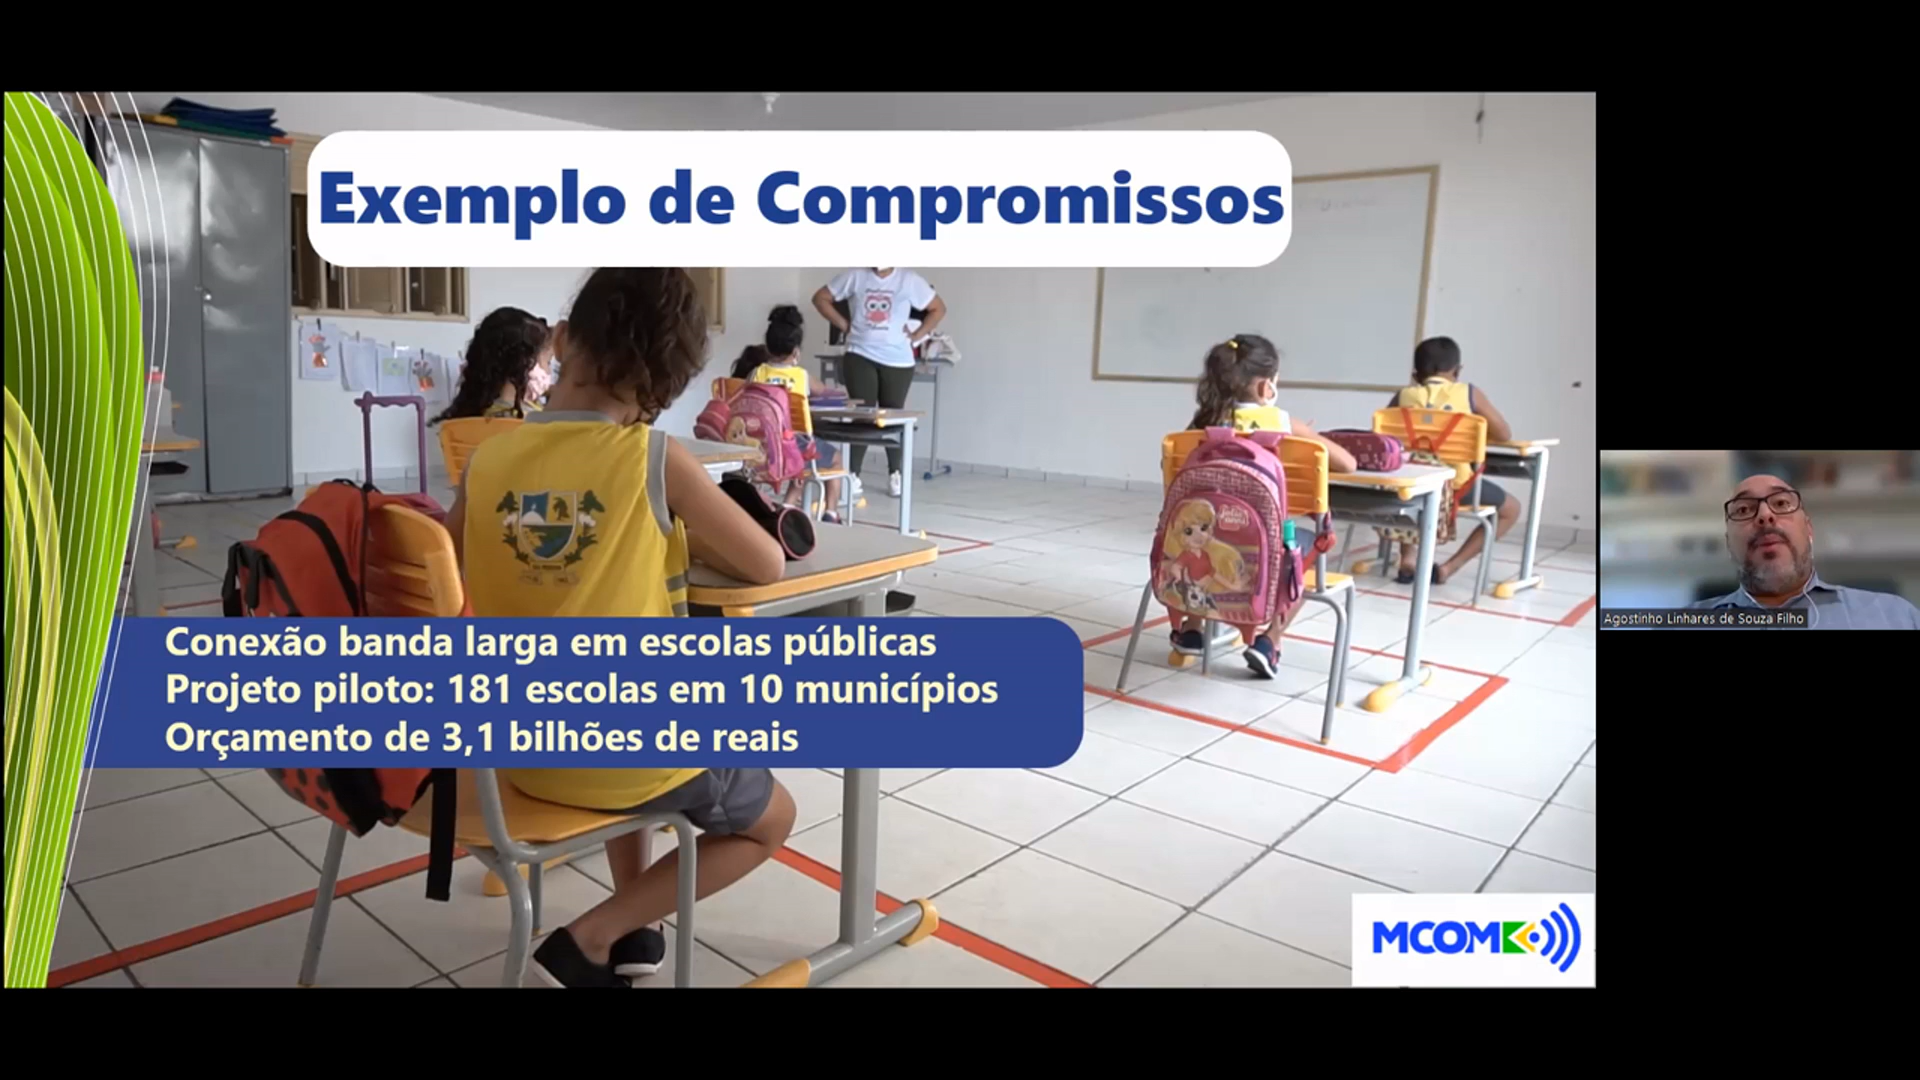 Exemplo de Compromissos
Conexão banda larga em escolas públicas
Projeto piloto: 181 escolas em 10 municípios
Orçamento de 3,1 bilhões de reais
MCOM
Agostinho Linhares de Souza Filho